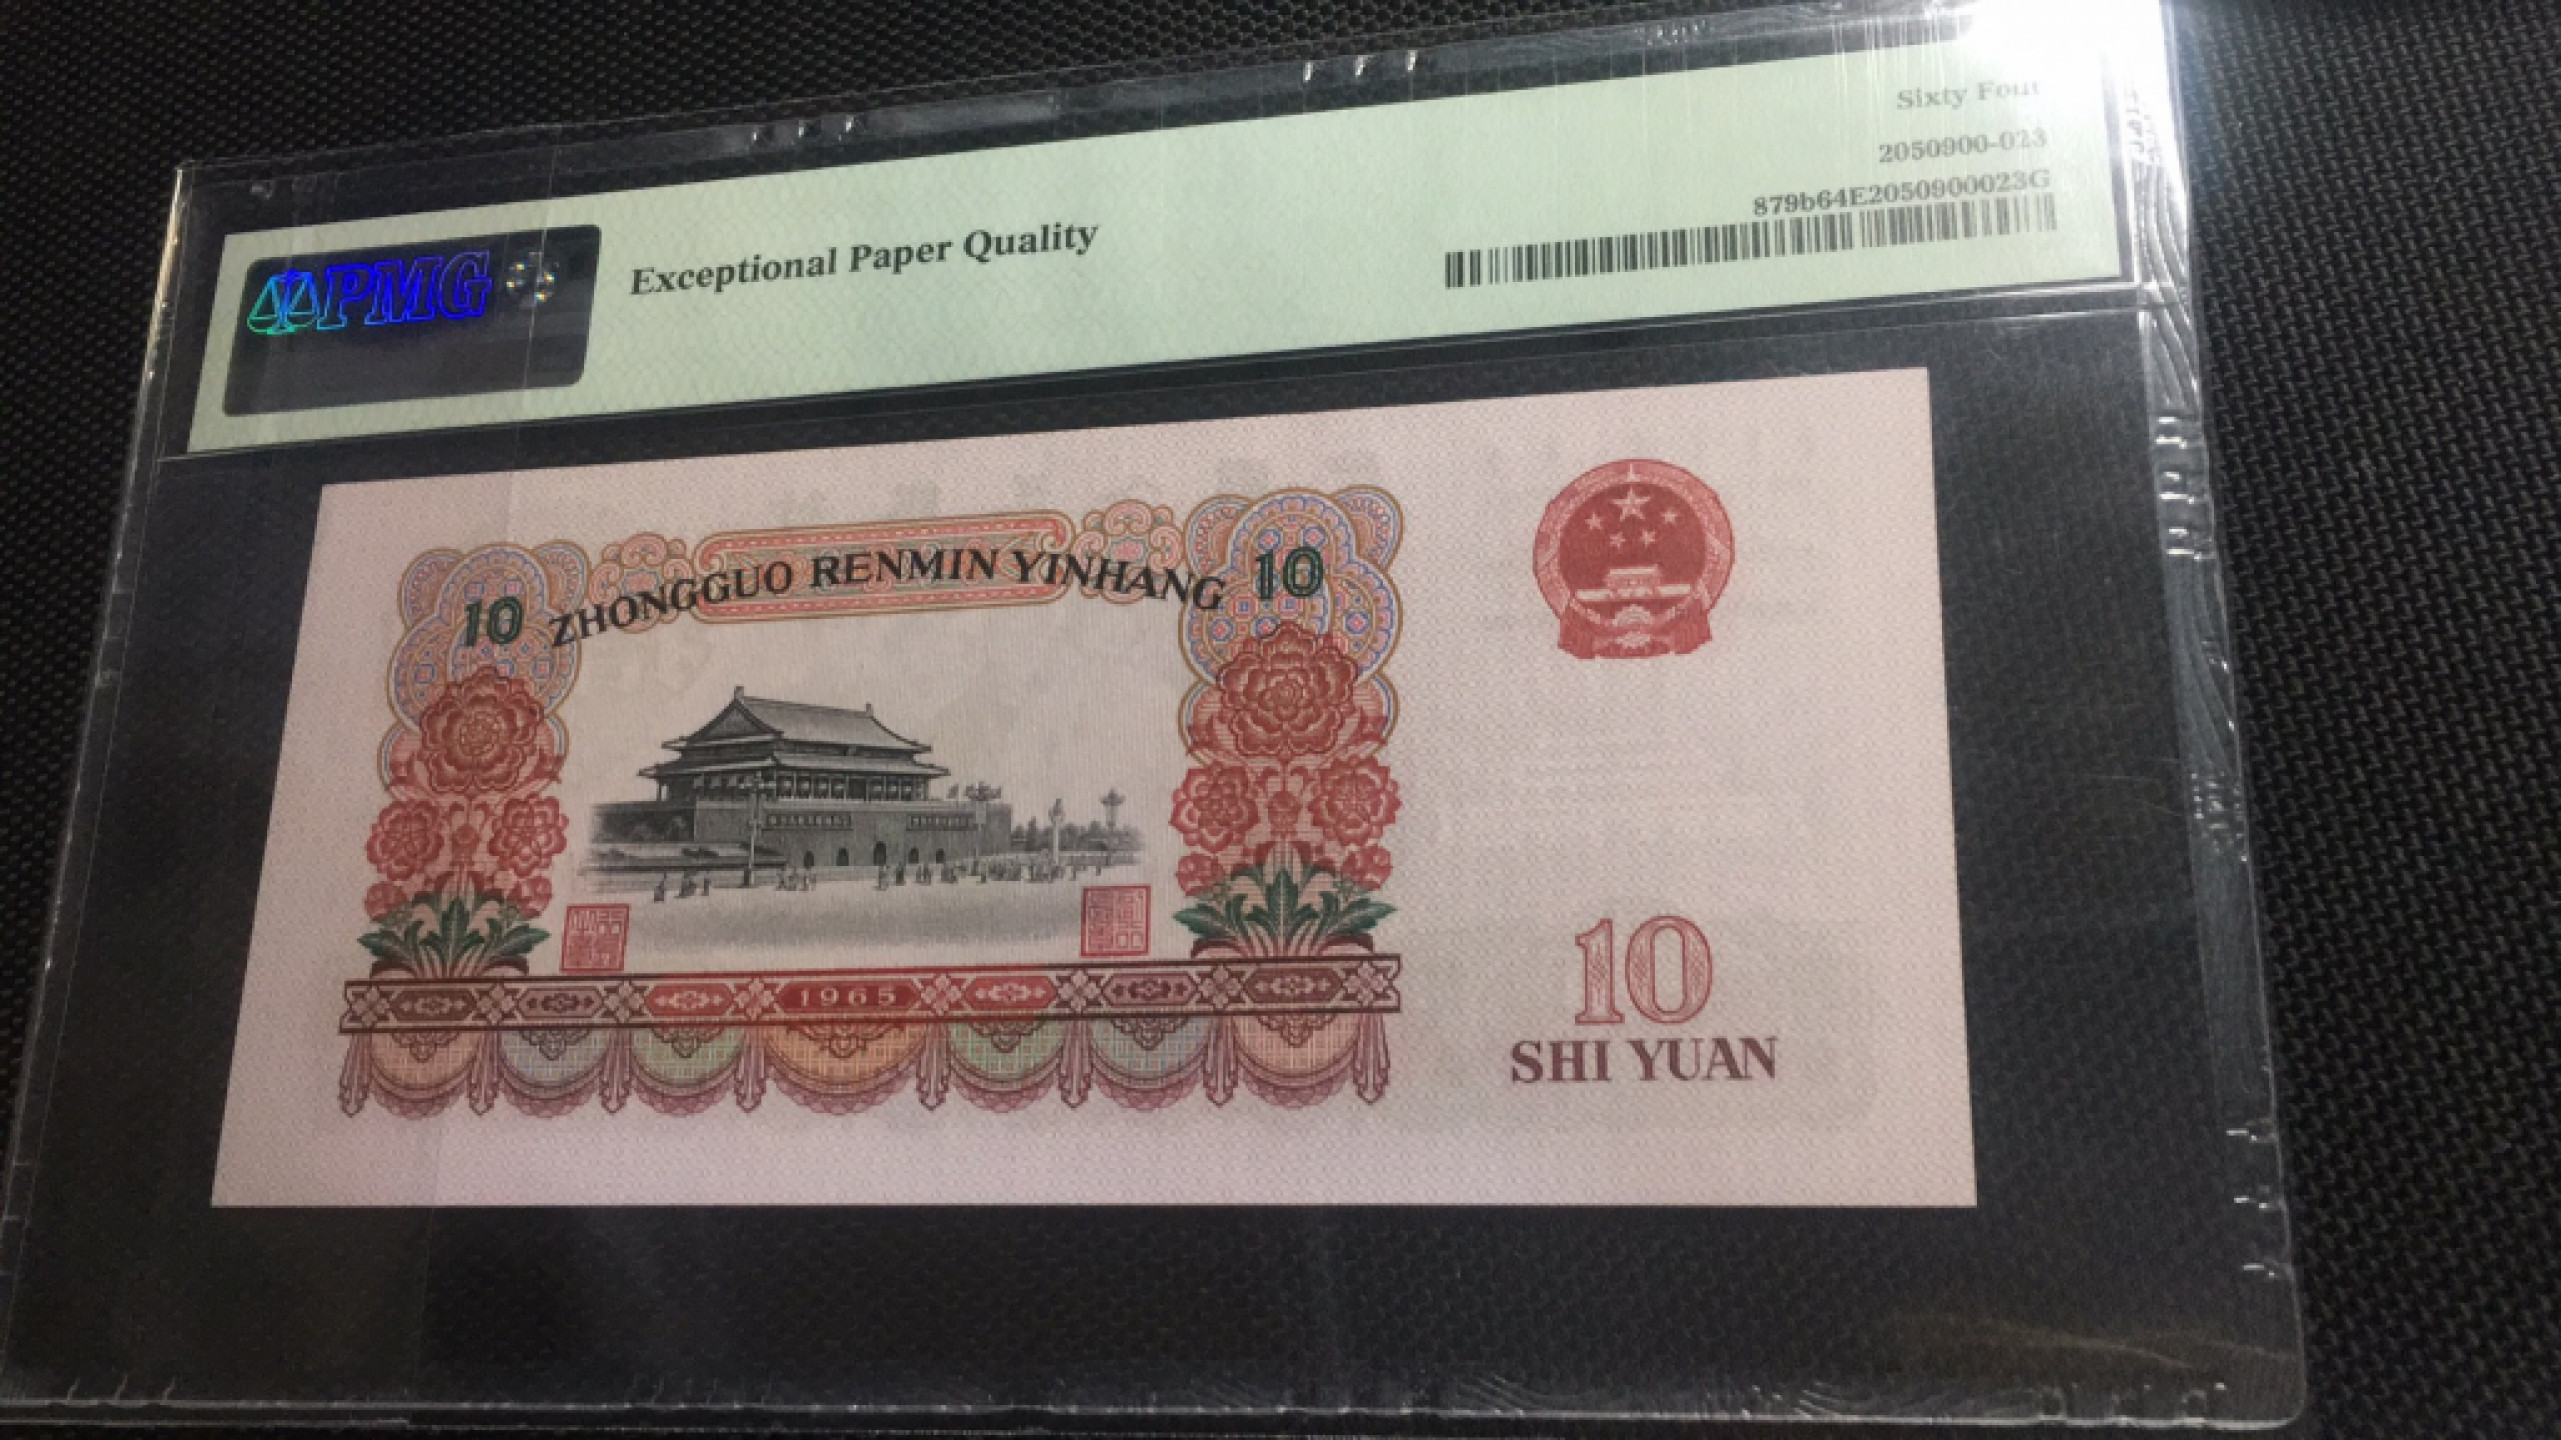 Sixty Four
2050900-023
879b64E2050900023G
PMG
Exceptional Paper Quality
10 ZHONGGUO RENMIN YINHANG 10
1965
10
SHI YUAN